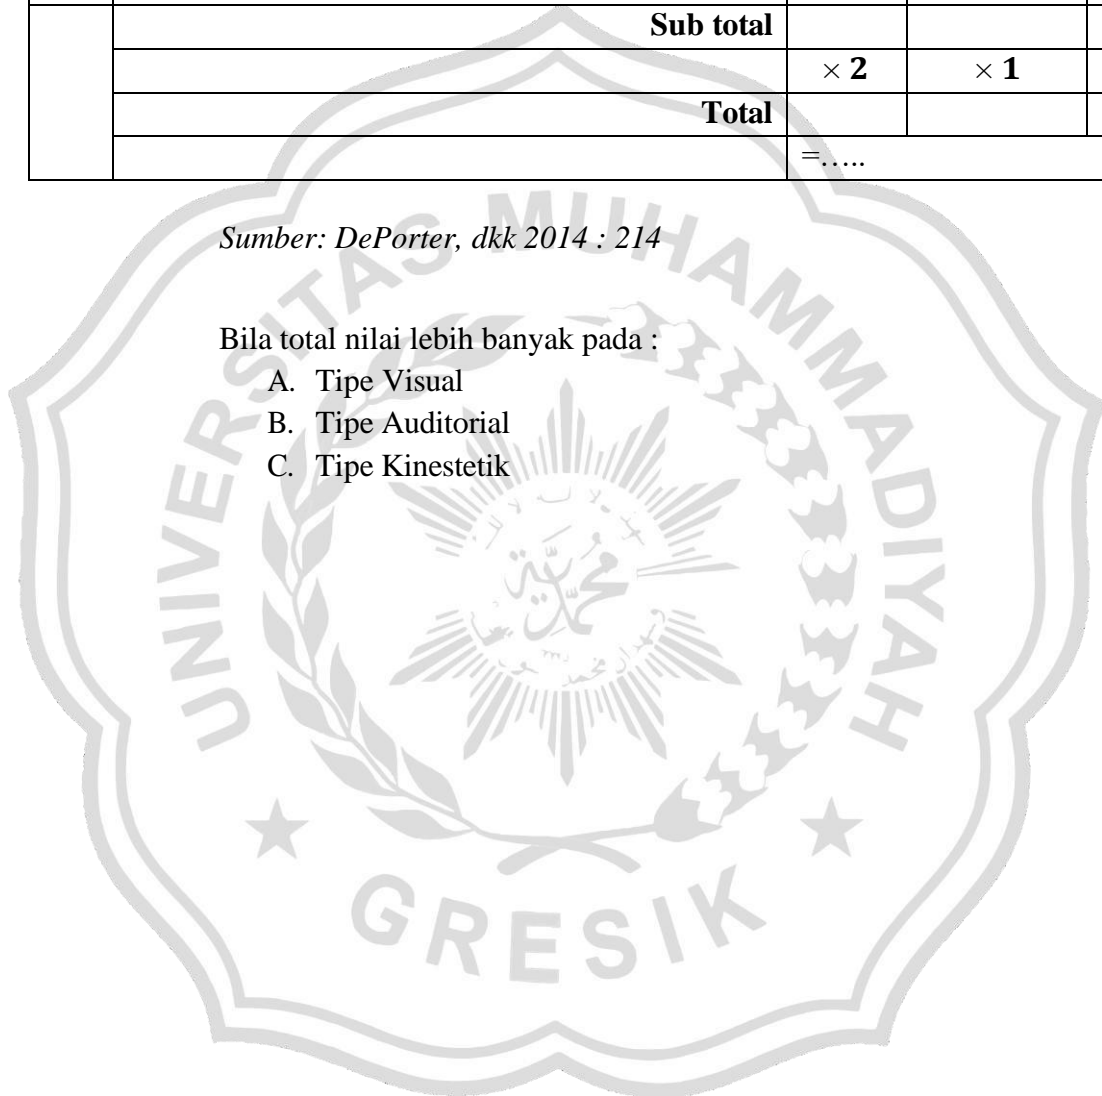 Sub total
× 2 × 1
Total
=…..
Sumber: DePorter, dkk 2014 : 214
Bila total nilai lebih banyak pada :
A. Tipe Visual
B. Tipe Auditorial
C. Tipe Kinestetik
UNIVERSITAS MUHAMMADIYAH
محمد
GRESIK